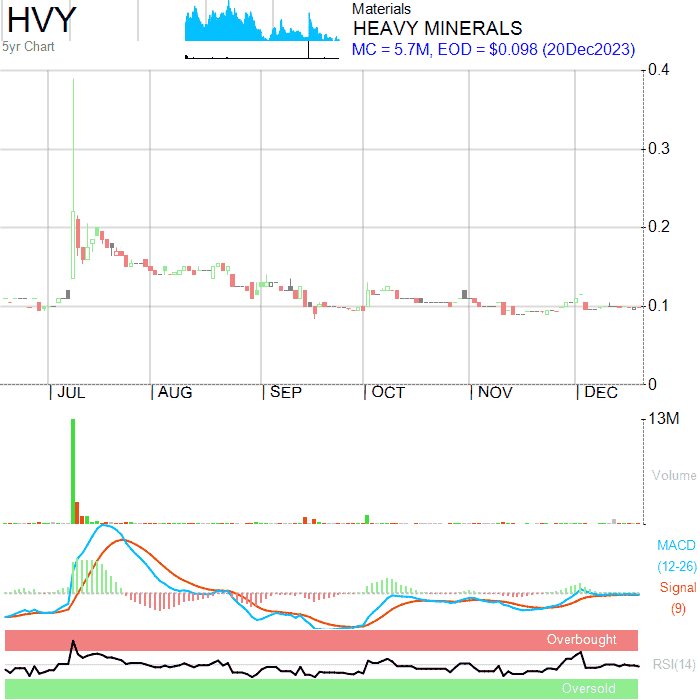 HVY
5yr Chart
Materials
HEAVY MINERALS
MC = 5.7M, EOD = $0.098 (20Dec2023)
0.4
0.3
0.2
0.1
0
JUL AUG SEP OCT NOV DEC
13M
Volume
MACD
(12-26)
Signal
(9)
Overbought
RSI(14)
Oversold